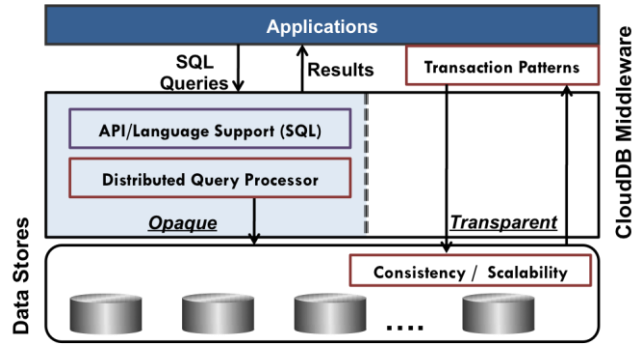 Applications
SQL
Queries
Results
Transaction Patterns
API/Language Support (SQL)
Distributed Query Processor
Opaque
Transparent
Consistency / Scalability
....
Data Stores
CloudDB Middleware